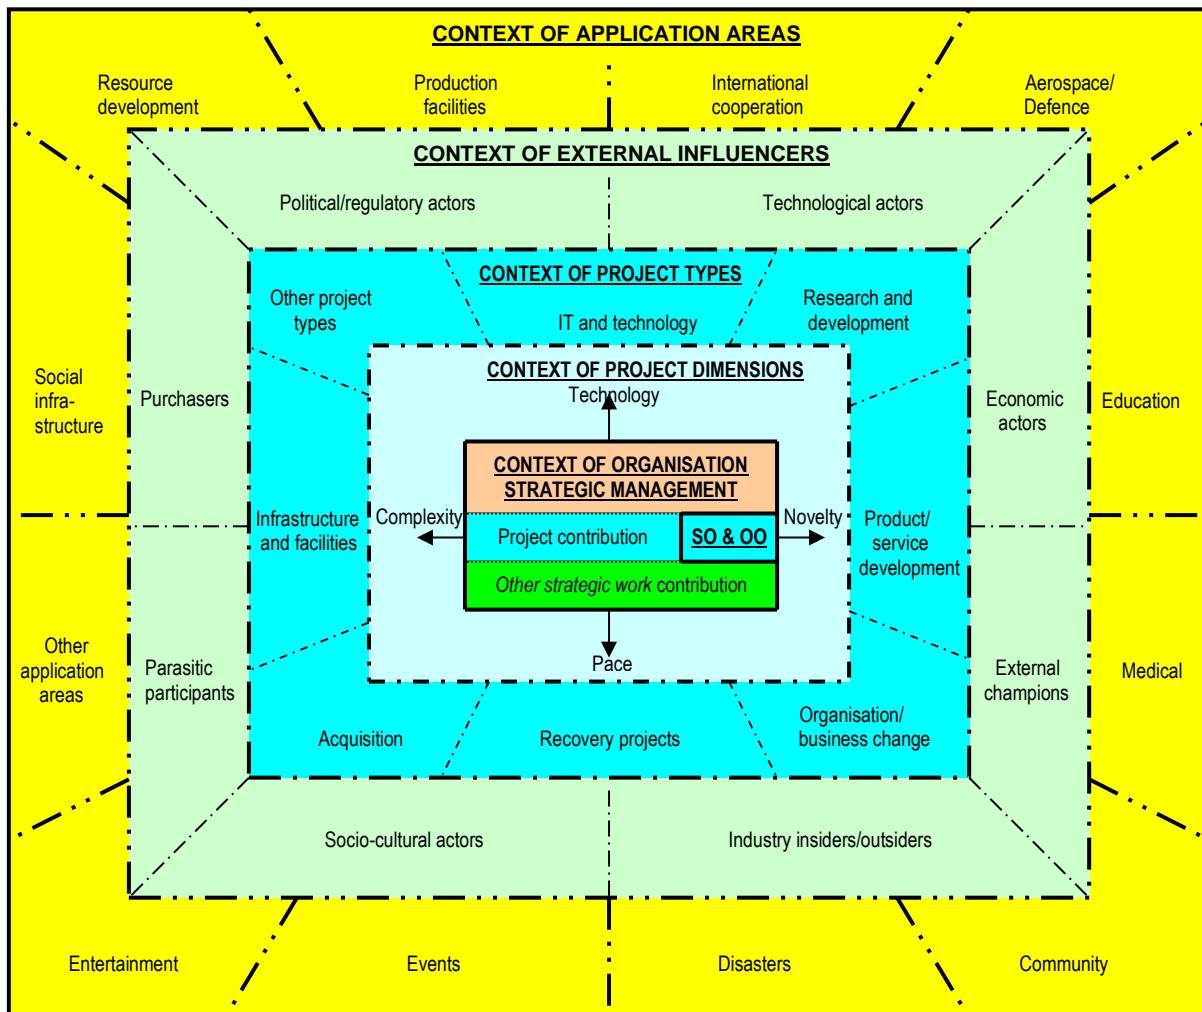 CONTEXT OF APPLICATION AREAS
Resource
development
Production
facilities
International
cooperation
Aerospace/
Defence
CONTEXT OF EXTERNAL INFLUENCERS
Political/regulatory actors
Technological actors
CONTEXT OF PROJECT TYPES
Other project
types
IT and technology
Research and
development
CONTEXT OF PROJECT DIMENSIONS
Technology
Social
infra-
structure
Purchasers
Economic
actors
Education
CONTEXT OF ORGANISATION
STRATEGIC MANAGEMENT
Infrastructure
and facilities
Complexity
Project contribution
SO & OO
Novelty
Product/
service
development
Other strategic work contribution
Pace
Other
application
areas
Parasitic
participants
External
champions
Medical
Acquisition
Recovery projects
Organisation/
business change
Socio-cultural actors
Industry insiders/outsiders
Entertainment
Events
Disasters
Community